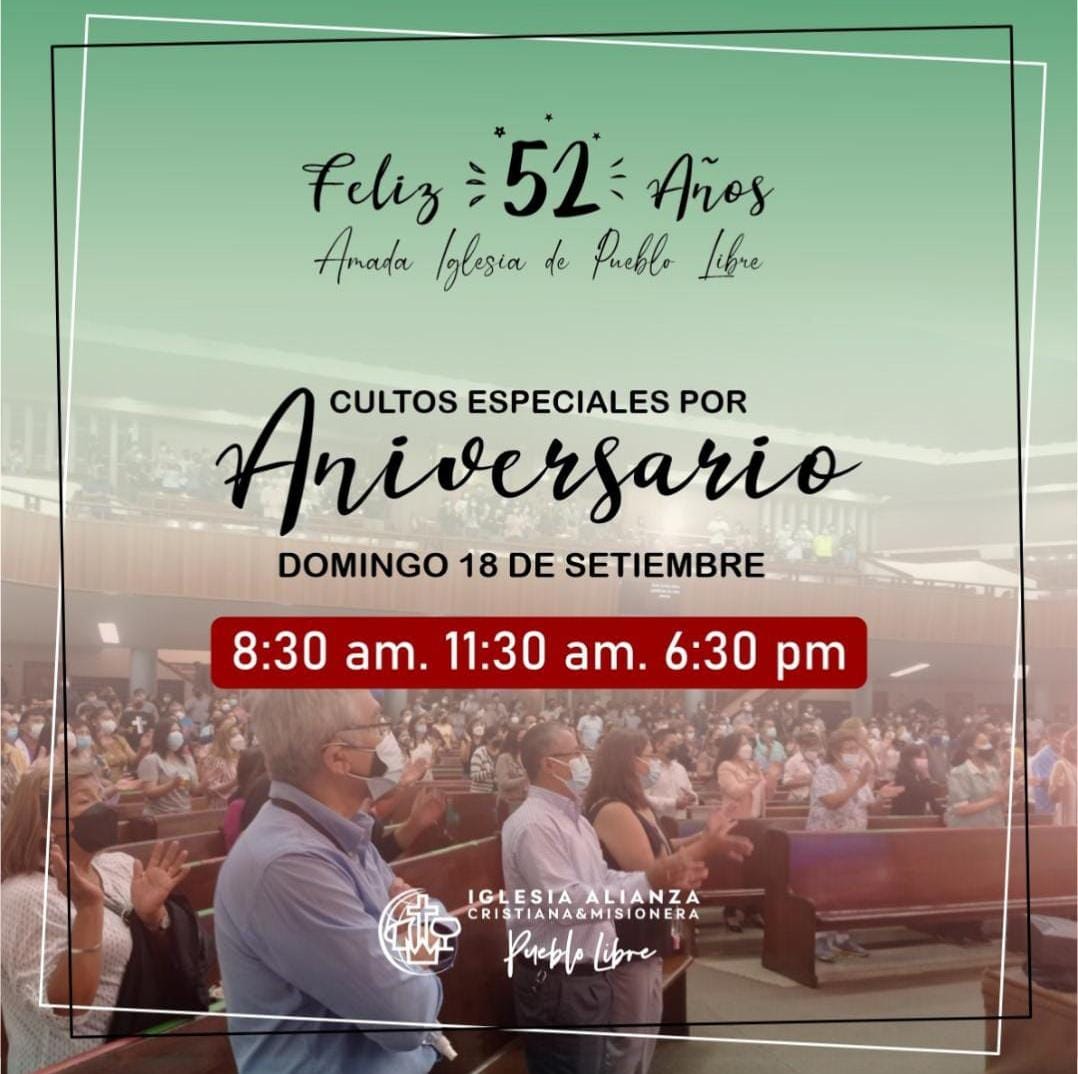 Feliz 52 Años
Amada Iglesia de Pueblo Libre
CULTOS ESPECIALES POR
Aniversario
DOMINGO 18 DE SETIEMBRE
8:30 am. 11:30 am. 6:30 pm
IGLESIA ALIANZA
CRISTIANA&MISIONERA
Pueblo Libre